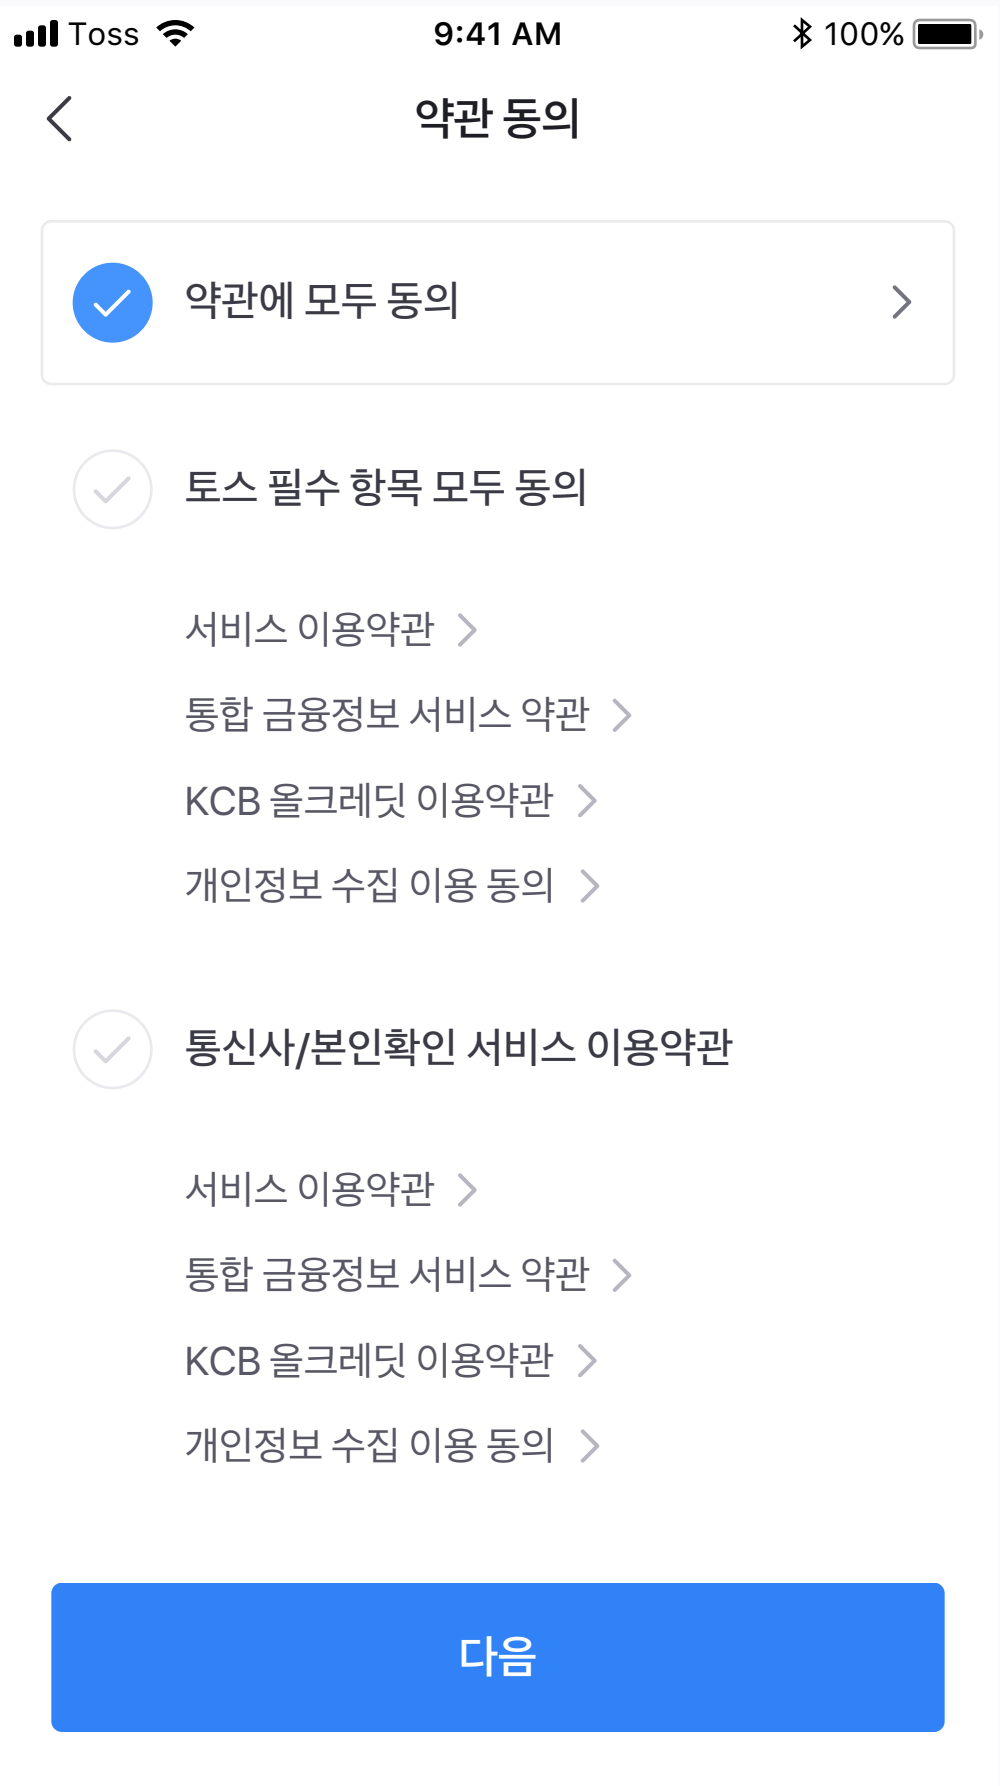 Toss 9:41 AM 100%
약관 동의
약관에 모두 동의
토스 필수 항목 모두 동의
서비스 이용약관
통합 금융정보 서비스 약관
KCB 올크레딧 이용약관
개인정보 수집 이용 동의
통신사/본인확인 서비스 이용약관
서비스 이용약관
통합 금융정보 서비스 약관
KCB 올크레딧 이용약관
개인정보 수집 이용 동의
다음